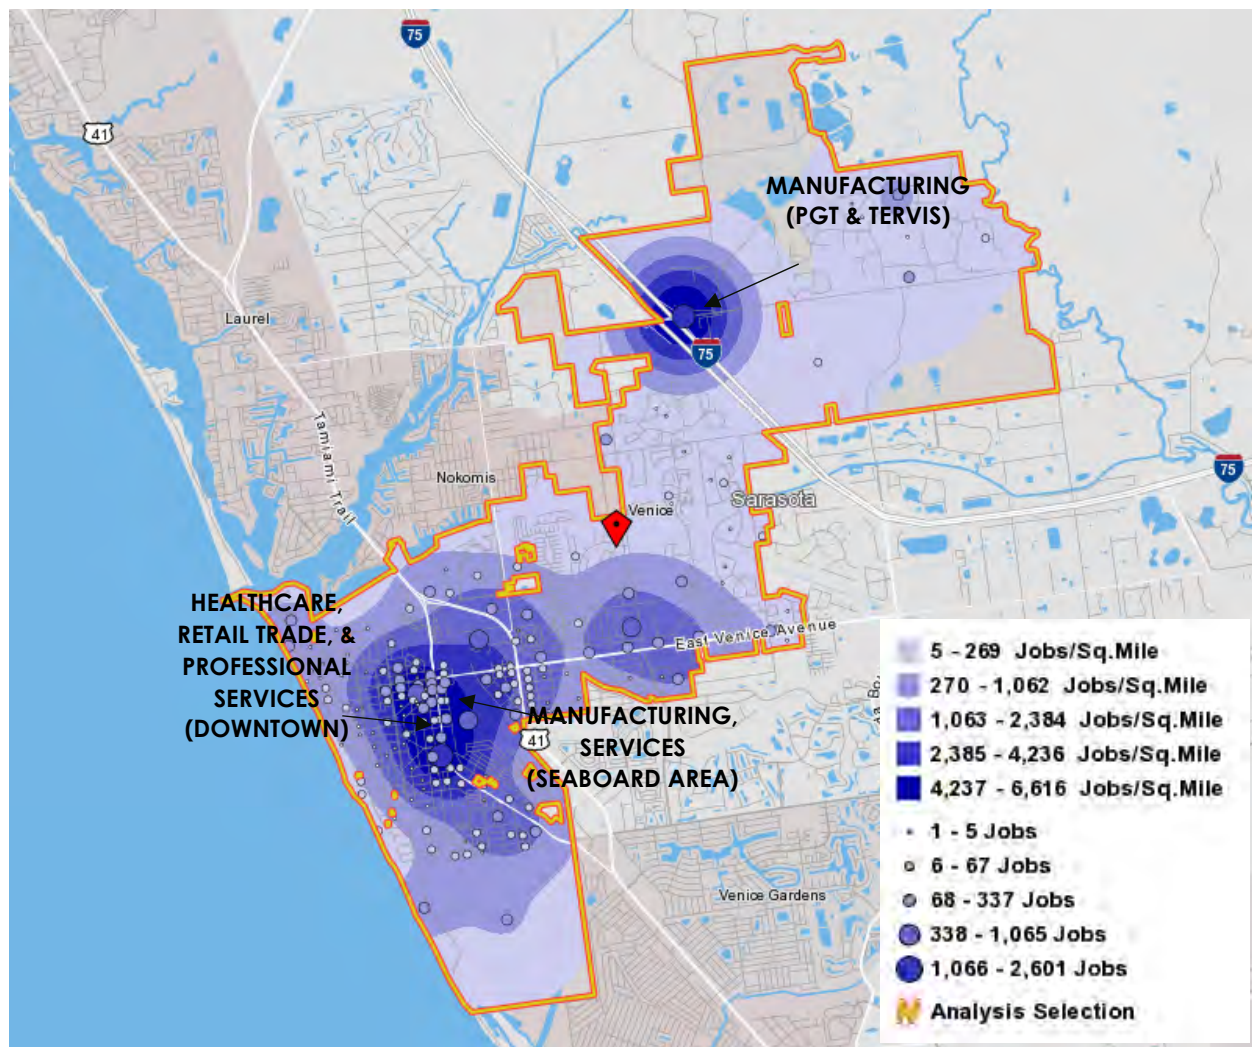 75
41
MANUFACTURING
(PGT & TERVIS)
Laurel
75
Tamiami Trail
Nokomis
75
Sarasota
Venice
HEALTHCARE,
RETAIL TRADE, &
PROFESSIONAL
SERVICES
(DOWNTOWN)
East Venice Avenue
MANUFACTURING,
SERVICES
(SEABOARD AREA)
41
Venice Gardens
5 - 269 Jobs/Sq.Mile
270 - 1,062 Jobs/Sq.Mile
1,063 - 2,384 Jobs/Sq.Mile
2,385 - 4,236 Jobs/Sq.Mile
4,237 - 6,616 Jobs/Sq.Mile
1 - 5 Jobs
6 - 67 Jobs
68 - 337 Jobs
338 - 1,065 Jobs
1,066 - 2,601 Jobs
Analysis Selection